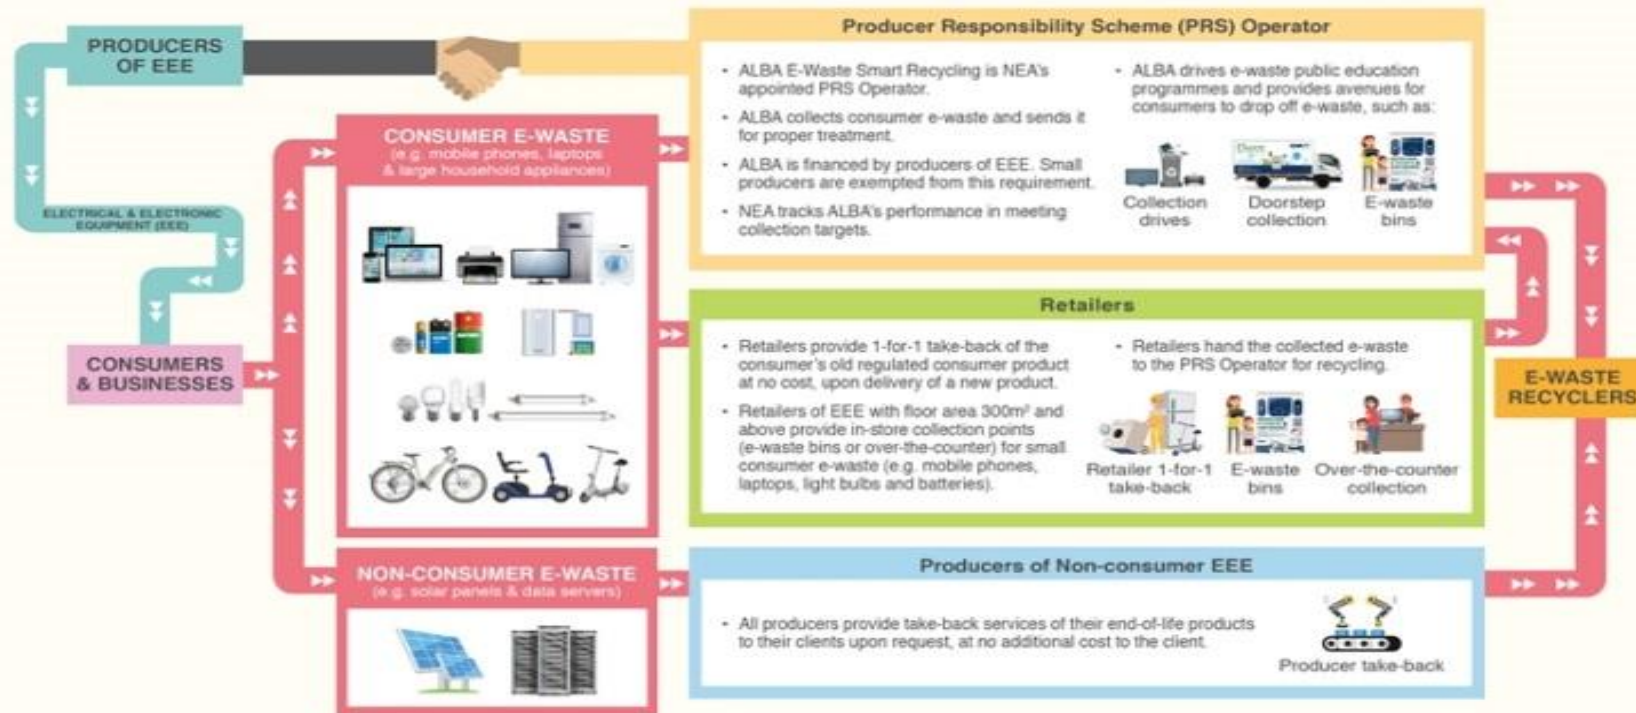 PRODUCERS
OF EEE
ELECTRICAL & ELECTRONIC
EQUIPMENT (EEE)
CONSUMERS
& BUSINESSES
CONSUMER E-WASTE
(e.g. mobile phones, laptops
& large household appliances)
NON-CONSUMER E-WASTE
(e.g. solar panels & data servers)
Producer Responsibility Scheme (PRS) Operator
• ALBA E-Waste Smart Recycling is NEA's
appointed PRS Operator.
• ALBA collects consumer e-waste and sends it
for proper treatment.
• ALBA is financed by producers of EEE. Small
producers are exempted from this requirement.
• NEA tracks ALBA's performance in meeting
collection targets.
• ALBA drives e-waste public education
programmes and provides avenues for
consumers to drop off e-waste, such as:
Collection
drives
Doorstep
collection
E-waste
bins
Retailers
• Retailers provide 1-for-1 take-back of the
consumer's old regulated consumer product
at no cost, upon delivery of a new product.
• Retailers of EEE with floor area 300m² and
above provide in-store collection points
(e-waste bins or over-the-counter) for small
consumer e-waste (e.g. mobile phones,
laptops, light bulbs and batteries).
• Retailers hand the collected e-waste
to the PRS Operator for recycling.
Retailer 1-for-1
take-back
E-waste
bins
Over-the-counter
collection
Producers of Non-consumer EEE
• All producers provide take-back services of their end-of-life products
to their clients upon request, at no additional cost to the client.
Producer take-back
E-WASTE
RECYCLERS